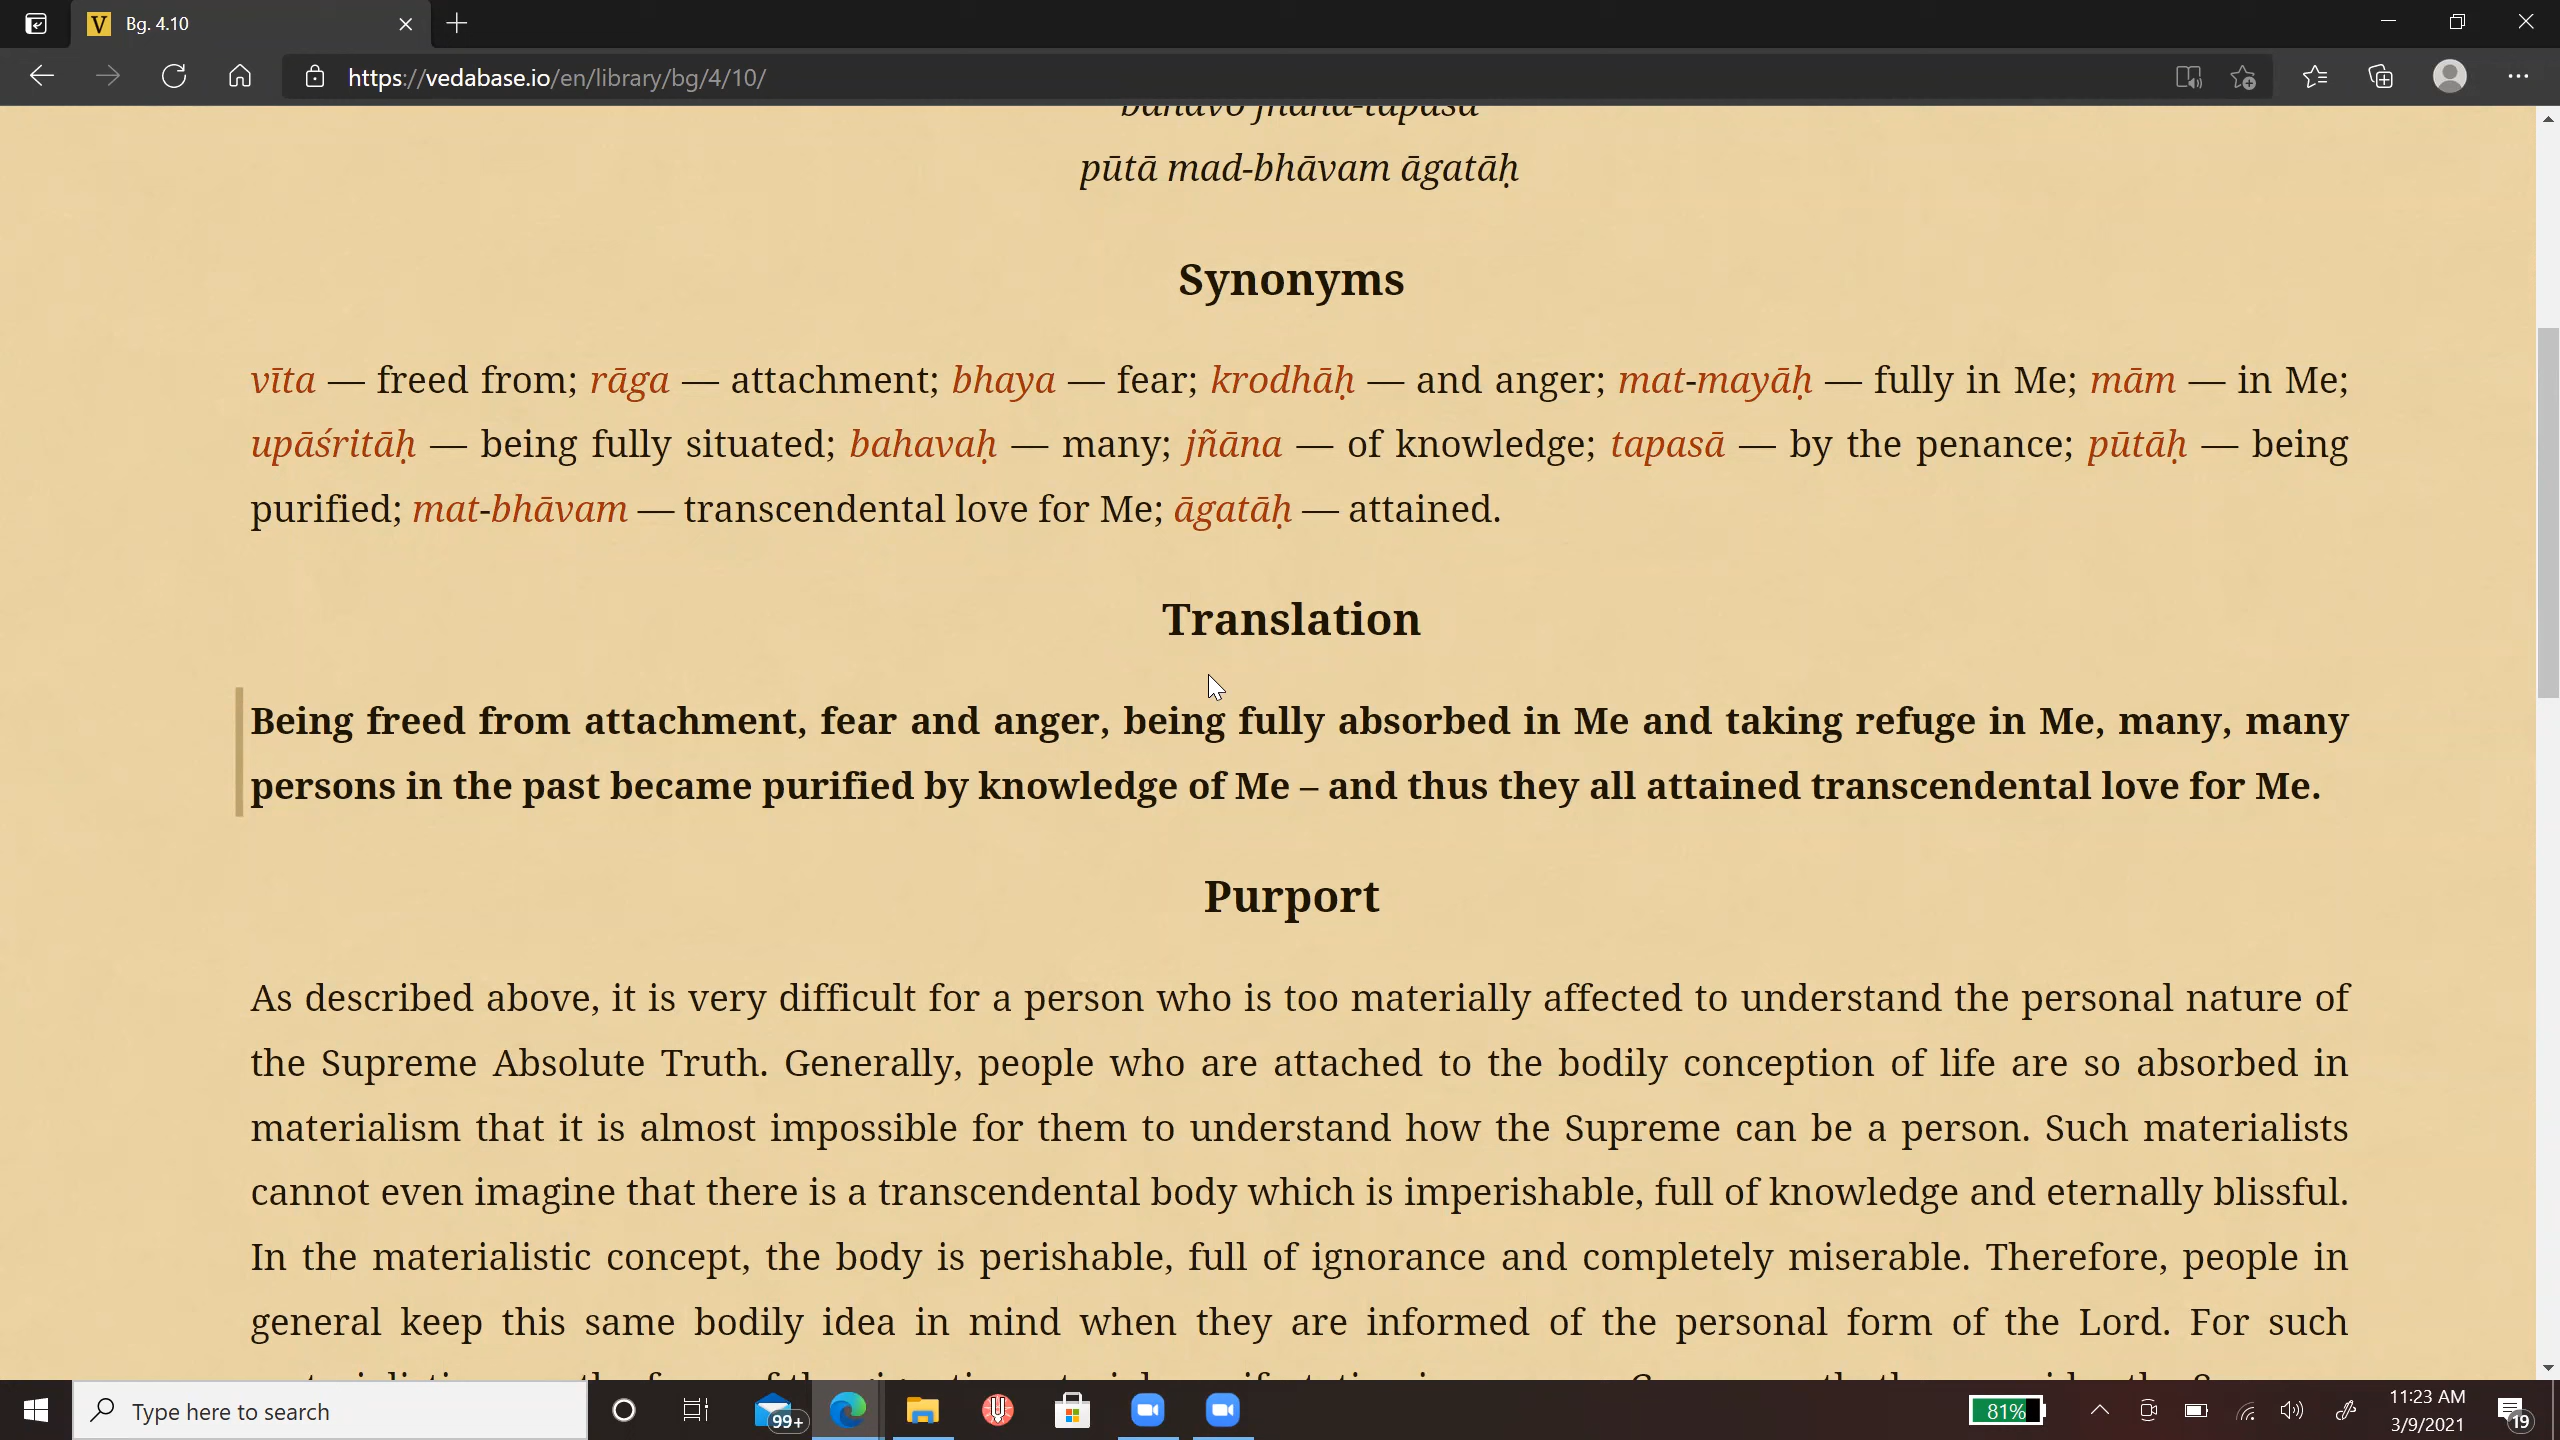 Bg. 4.10
https://vedabase.io/en/library/bg/4/10/
bahavo jñāna-tapasā
pūtā mad-bhāvam āgatāḥ
Synonyms
vīta — freed from; rāga — attachment; bhaya — fear; krodhāḥ — and anger; mat-mayāḥ — fully in Me; mām — in Me;
upāśritāḥ — being fully situated; bahavaḥ — many; jñāna — of knowledge; tapasā — by the penance; pūtāḥ — being
purified; mat-bhāvam — transcendental love for Me; āgatāḥ — attained.
Translation
Being freed from attachment, fear and anger, being fully absorbed in Me and taking refuge in Me, many, many
persons in the past became purified by knowledge of Me – and thus they all attained transcendental love for Me.
Purport
As described above, it is very difficult for a person who is too materially affected to understand the personal nature of
the Supreme Absolute Truth. Generally, people who are attached to the bodily conception of life are so absorbed in
materialism that it is almost impossible for them to understand how the Supreme can be a person. Such materialists
cannot even imagine that there is a transcendental body which is imperishable, full of knowledge and eternally blissful.
In the materialistic concept, the body is perishable, full of ignorance and completely miserable. Therefore, people in
general keep this same bodily idea in mind when they are informed of the personal form of the Lord. For such
Type here to search
99+
81%
11:23 AM
3/9/2021
19